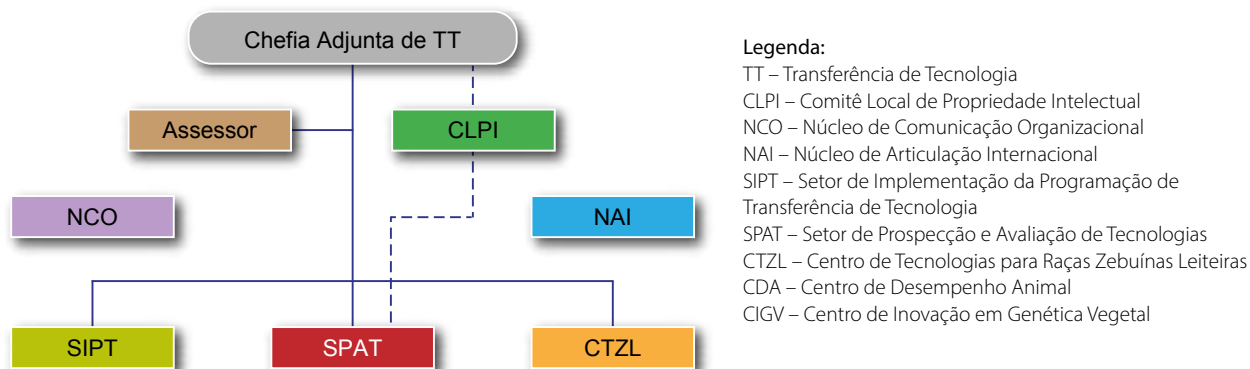 Chefia Adjunta de TT
Assessor
CLPI
NCO
NAI
SIPT
SPAT
CTZL
Legenda:
TT – Transferência de Tecnologia
CLPI – Comitê Local de Propriedade Intelectual
NCO – Núcleo de Comunicação Organizacional
NAI – Núcleo de Articulação Internacional
SIPT – Setor de Implementação da Programação de
Transferência de Tecnologia
SPAT – Setor de Prospecção e Avaliação de Tecnologias
CTZL – Centro de Tecnologias para Raças Zebuínas Leiteiras
CDA – Centro de Desempenho Animal
CIGV – Centro de Inovação em Genética Vegetal